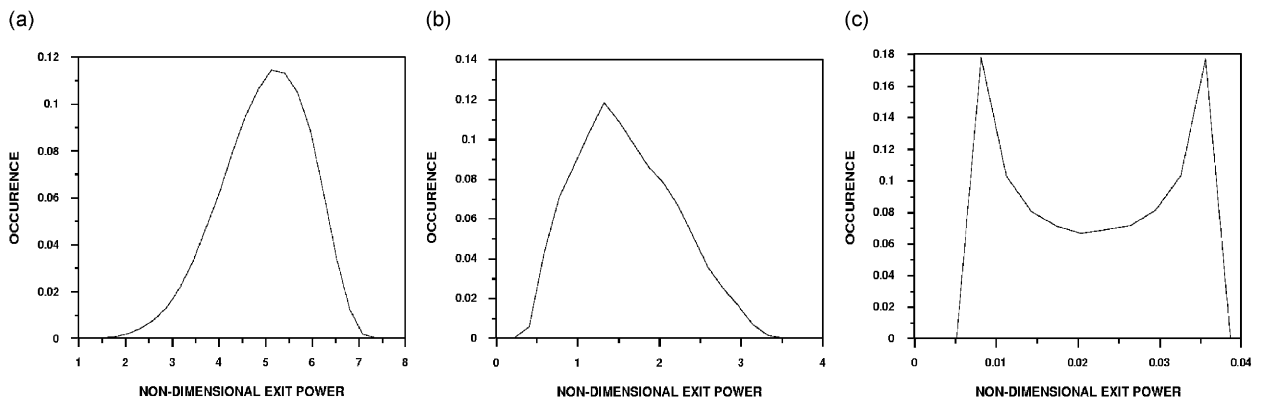 (a)
0.12
0.1
0.08
0.06
0.04
0.02
0
1 2 3 4 5 6 7 8
OCCURENCE
NON-DIMENSIONAL EXIT POWER
(b)
0.14
0.12
0.1
0.08
0.06
0.04
0.02
0
0 1 2 3 4
OCCURENCE
NON-DIMENSIONAL EXIT POWER
(c)
0.18
0.16
0.14
0.12
0.1
0.08
0.06
0.04
0.02
0
0 0.01 0.02 0.03 0.04
OCCURENCE
NON-DIMENSIONAL EXIT POWER